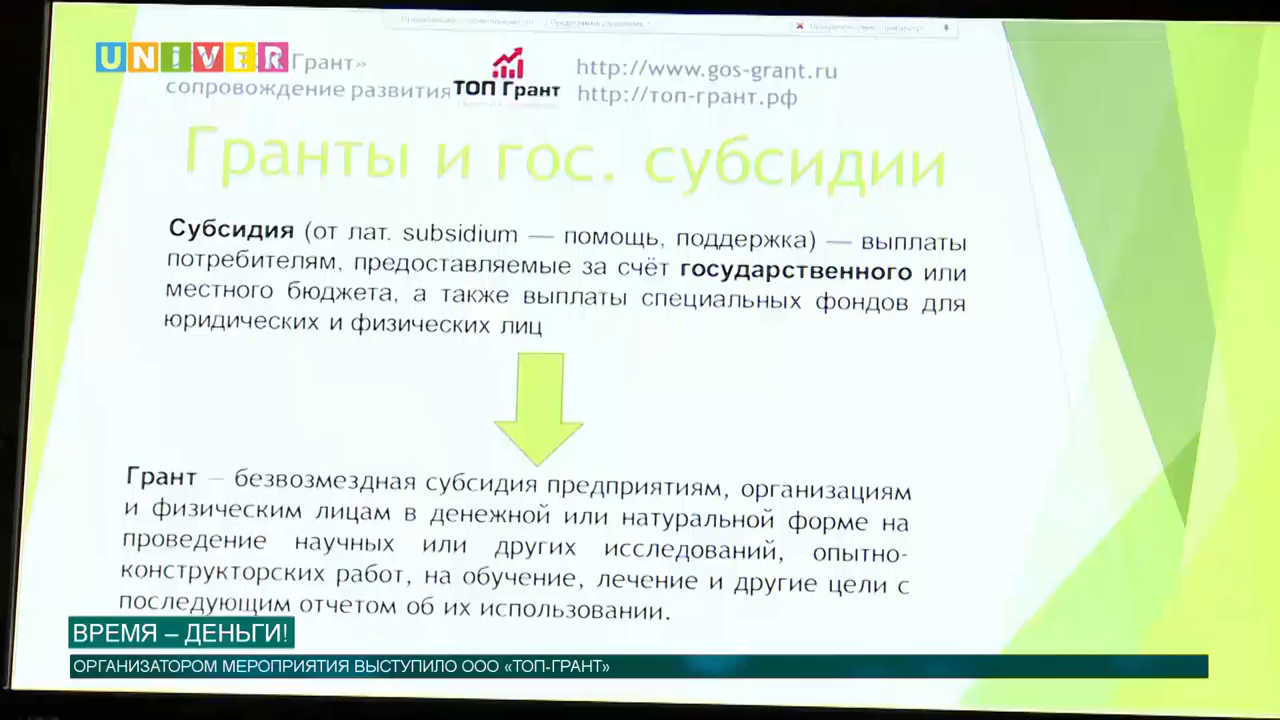 UNiVER
Грант»
сопровождение развития
ТОП Грант
http://www.gos-grant.ru
http://топ-грант.рф
Гранты и гос. субсидии
Субсидия (от лат. subsidium — помощь, поддержка) — выплаты
потребителям, предоставляемые за счёт государственного или
местного бюджета, а также выплаты специальных фондов для
юридических и физических лиц
Грант – безвозмездная субсидия предприятиям, организациям
и физическим лицам в денежной или натуральной форме на
проведение научных или других исследований, опытно-
конструкторских работ, на обучение, лечение и другие цели с
последующим отчетом об их использовании.
ВРЕМЯ – ДЕНЬГИ!
ОРГАНИЗАТОРОМ МЕРОПРИЯТИЯ ВЫСТУПИЛО ООО «ТОП-ГРАНТ»